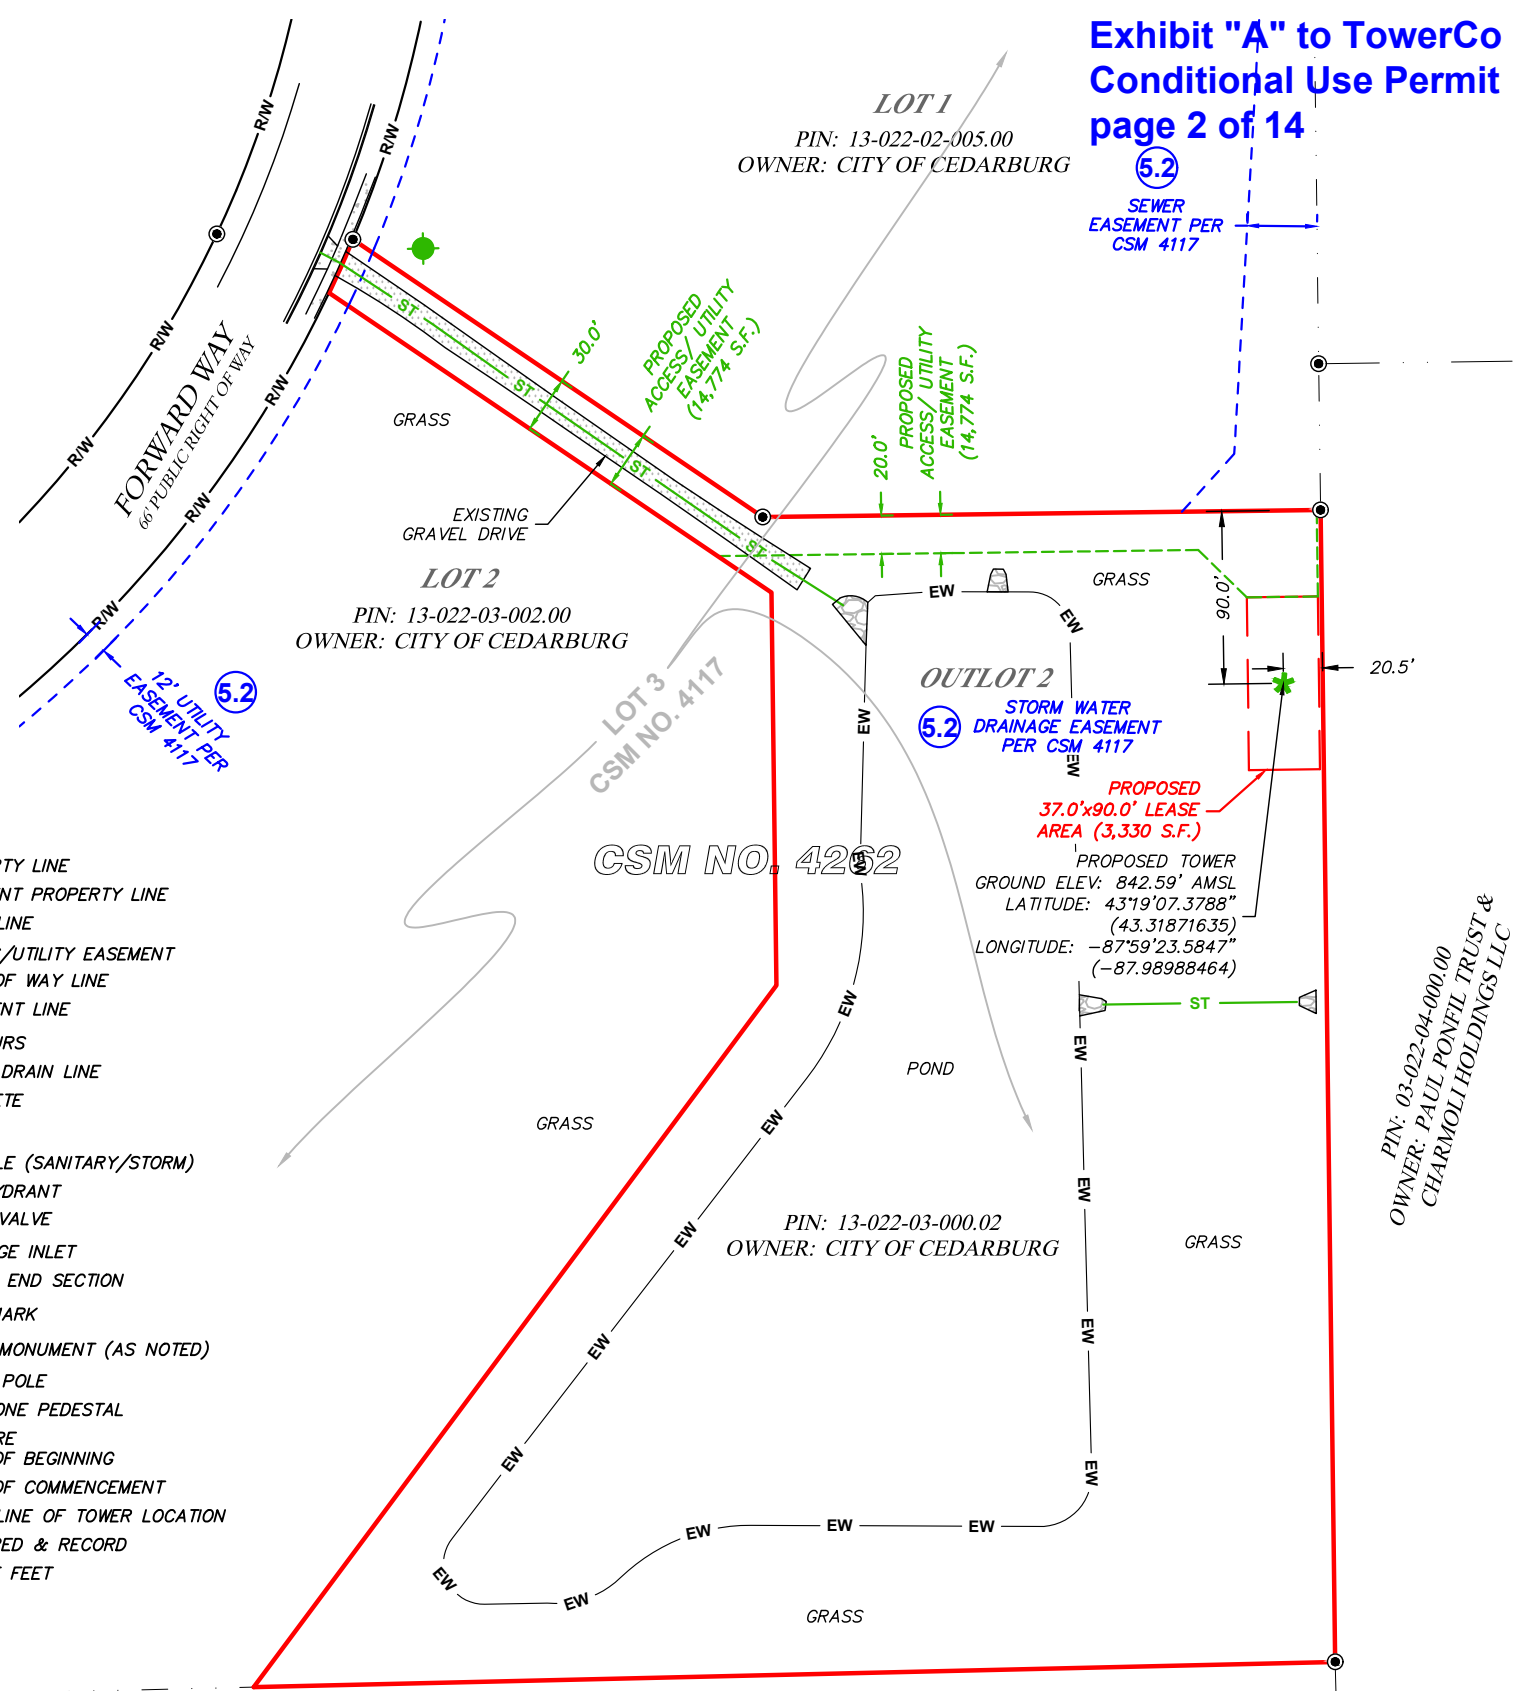 Exhibit "A" to TowerCo
Conditional Use Permit
page 2 of 14
5.2
SEWER
EASEMENT PER
CSM 4117
LOT 1
PIN: 13-022-02-005.00
OWNER: CITY OF CEDARBURG
R/W
R/W
R/W
R/W
R/W
R/W
R/W
FORWARD WAY
66' PUBLIC RIGHT OF WAY
ST
ST
ST
ST
30.0'
PROPOSED
ACCESS/ UTILITY
EASEMENT
(14,774 S.F.)
20.0'
PROPOSED
ACCESS/ UTILITY
EASEMENT
(14,774 S.F.)
GRASS
EXISTING
GRAVEL DRIVE
LOT 2
PIN: 13-022-03-002.00
OWNER: CITY OF CEDARBURG
12' UTILITY
EASEMENT PER
CSM 4117
5.2
LOT 3
CSM NO. 4117
GRASS
90.0'
20.5'
EW
EW
EW
EW
EW
OUTLOT 2
5.2
STORM WATER
DRAINAGE EASEMENT
PER CSM 4117
PROPOSED
37.0'x90.0' LEASE
AREA (3,330 S.F.)
CSM NO. 4262
PROPOSED TOWER
GROUND ELEV: 842.59' AMSL
LATITUDE: 43°19'07.3788"
(43.31871635)
LONGITUDE: -87°59'23.5847"
(-87.98988464)
ST
PIN: 03-022-04-000.00
OWNER: PAUL PONFIL TRUST &
CHARMOLI HOLDINGS LLC
EW
EW
POND
GRASS
EW
EW
EW
PIN: 13-022-03-000.02
OWNER: CITY OF CEDARBURG
GRASS
EW
EW
EW
EW
EW
EW
EW
EW
EW
GRASS
RTY LINE
ENT PROPERTY LINE
LINE
S/UTILITY EASEMENT
OF WAY LINE
ENT LINE
URS
DRAIN LINE
ETE
LE (SANITARY/STORM)
YDRANT
VALVE
GE INLET
END SECTION
MARK
MONUMENT (AS NOTED)
POLE
ONE PEDESTAL
RE
OF BEGINNING
OF COMMENCEMENT
LINE OF TOWER LOCATION
RED & RECORD
E FEET